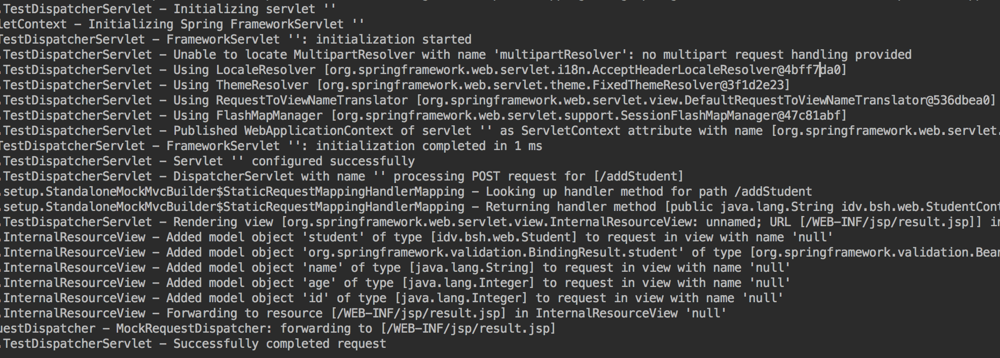 .TestDispatcherServlet – Initializing servlet ''
letContext – Initializing Spring FrameworkServlet ''
TestDispatcherServlet – FrameworkServlet '': initialization started
.TestDispatcherServlet – Unable to locate MultipartResolver with name 'multipartResolver': no multipart request handling provided
.TestDispatcherServlet – Using LocaleResolver [org.springframework.web.servlet.i18n.AcceptHeaderLocaleResolver@4bff7da0]
.TestDispatcherServlet – Using ThemeResolver [org.springframework.web.servlet.theme.FixedThemeResolver@3f1d2e23]
.TestDispatcherServlet – Using RequestToViewNameTranslator [org.springframework.web.servlet.view.DefaultRequestToViewNameTranslator@536dbea0]
.TestDispatcherServlet – Using FlashMapManager [org.springframework.web.servlet.support.SessionFlashMapManager@47c81abf]
.TestDispatcherServlet – Published WebApplicationContext of servlet '' as ServletContext attribute with name [org.springframework.web.servlet.
TestDispatcherServlet – FrameworkServlet '': initialization completed in 1 ms
.TestDispatcherServlet – Servlet '' configured successfully
.TestDispatcherServlet – DispatcherServlet with name '' processing POST request for [/addStudent]
.setup.StandaloneMockMvcBuilder$StaticRequestMappingHandlerMapping – Looking up handler method for path /addStudent
.setup.StandaloneMockMvcBuilder$StaticRequestMappingHandlerMapping – Returning handler method [public java.lang.String idv.bsh.web.StudentCont
.TestDispatcherServlet – Rendering view [org.springframework.web.servlet.view.InternalResourceView: unnamed; URL [/WEB-INF/jsp/result.jsp]] in
.InternalResourceView – Added model object 'student' of type [idv.bsh.web.Student] to request in view with name 'null'
.InternalResourceView – Added model object 'org.springframework.validation.BindingResult.student' of type [org.springframework.validation.Bean
.InternalResourceView – Added model object 'name' of type [java.lang.String] to request in view with name 'null'
.InternalResourceView – Added model object 'age' of type [java.lang.Integer] to request in view with name 'null'
.InternalResourceView – Added model object 'id' of type [java.lang.Integer] to request in view with name 'null'
.InternalResourceView – Forwarding to resource [/WEB-INF/jsp/result.jsp] in InternalResourceView 'null'
uestDispatcher – MockRequestDispatcher: forwarding to [/WEB-INF/jsp/result.jsp]
.TestDispatcherServlet – Successfully completed request